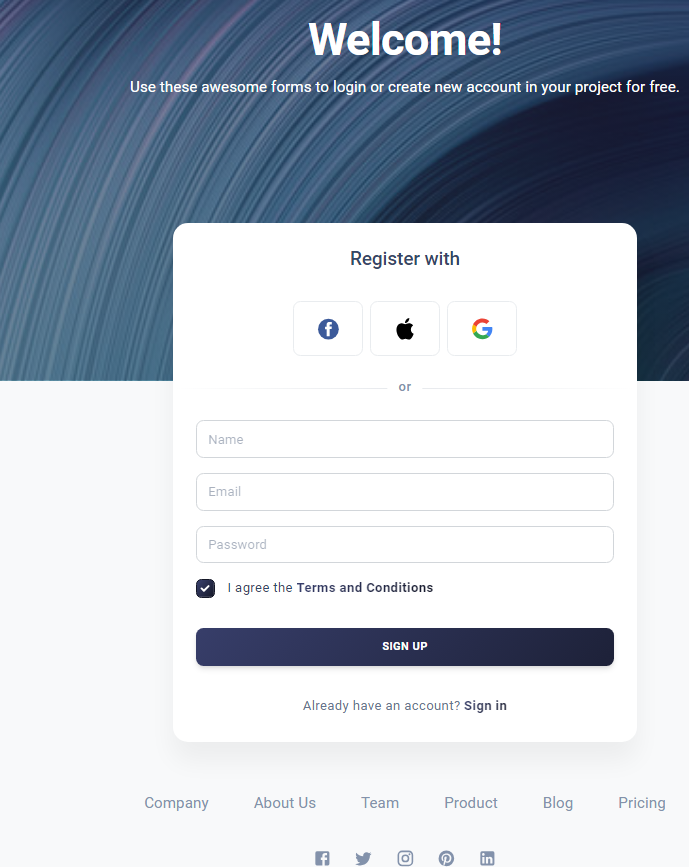 Welcome!
Use these awesome forms to login or create new account in your project for free.
Register with
or
Name
Email
Password
I agree the Terms and Conditions
SIGN UP
Already have an account? Sign in
Company About Us Team Product Blog Pricing